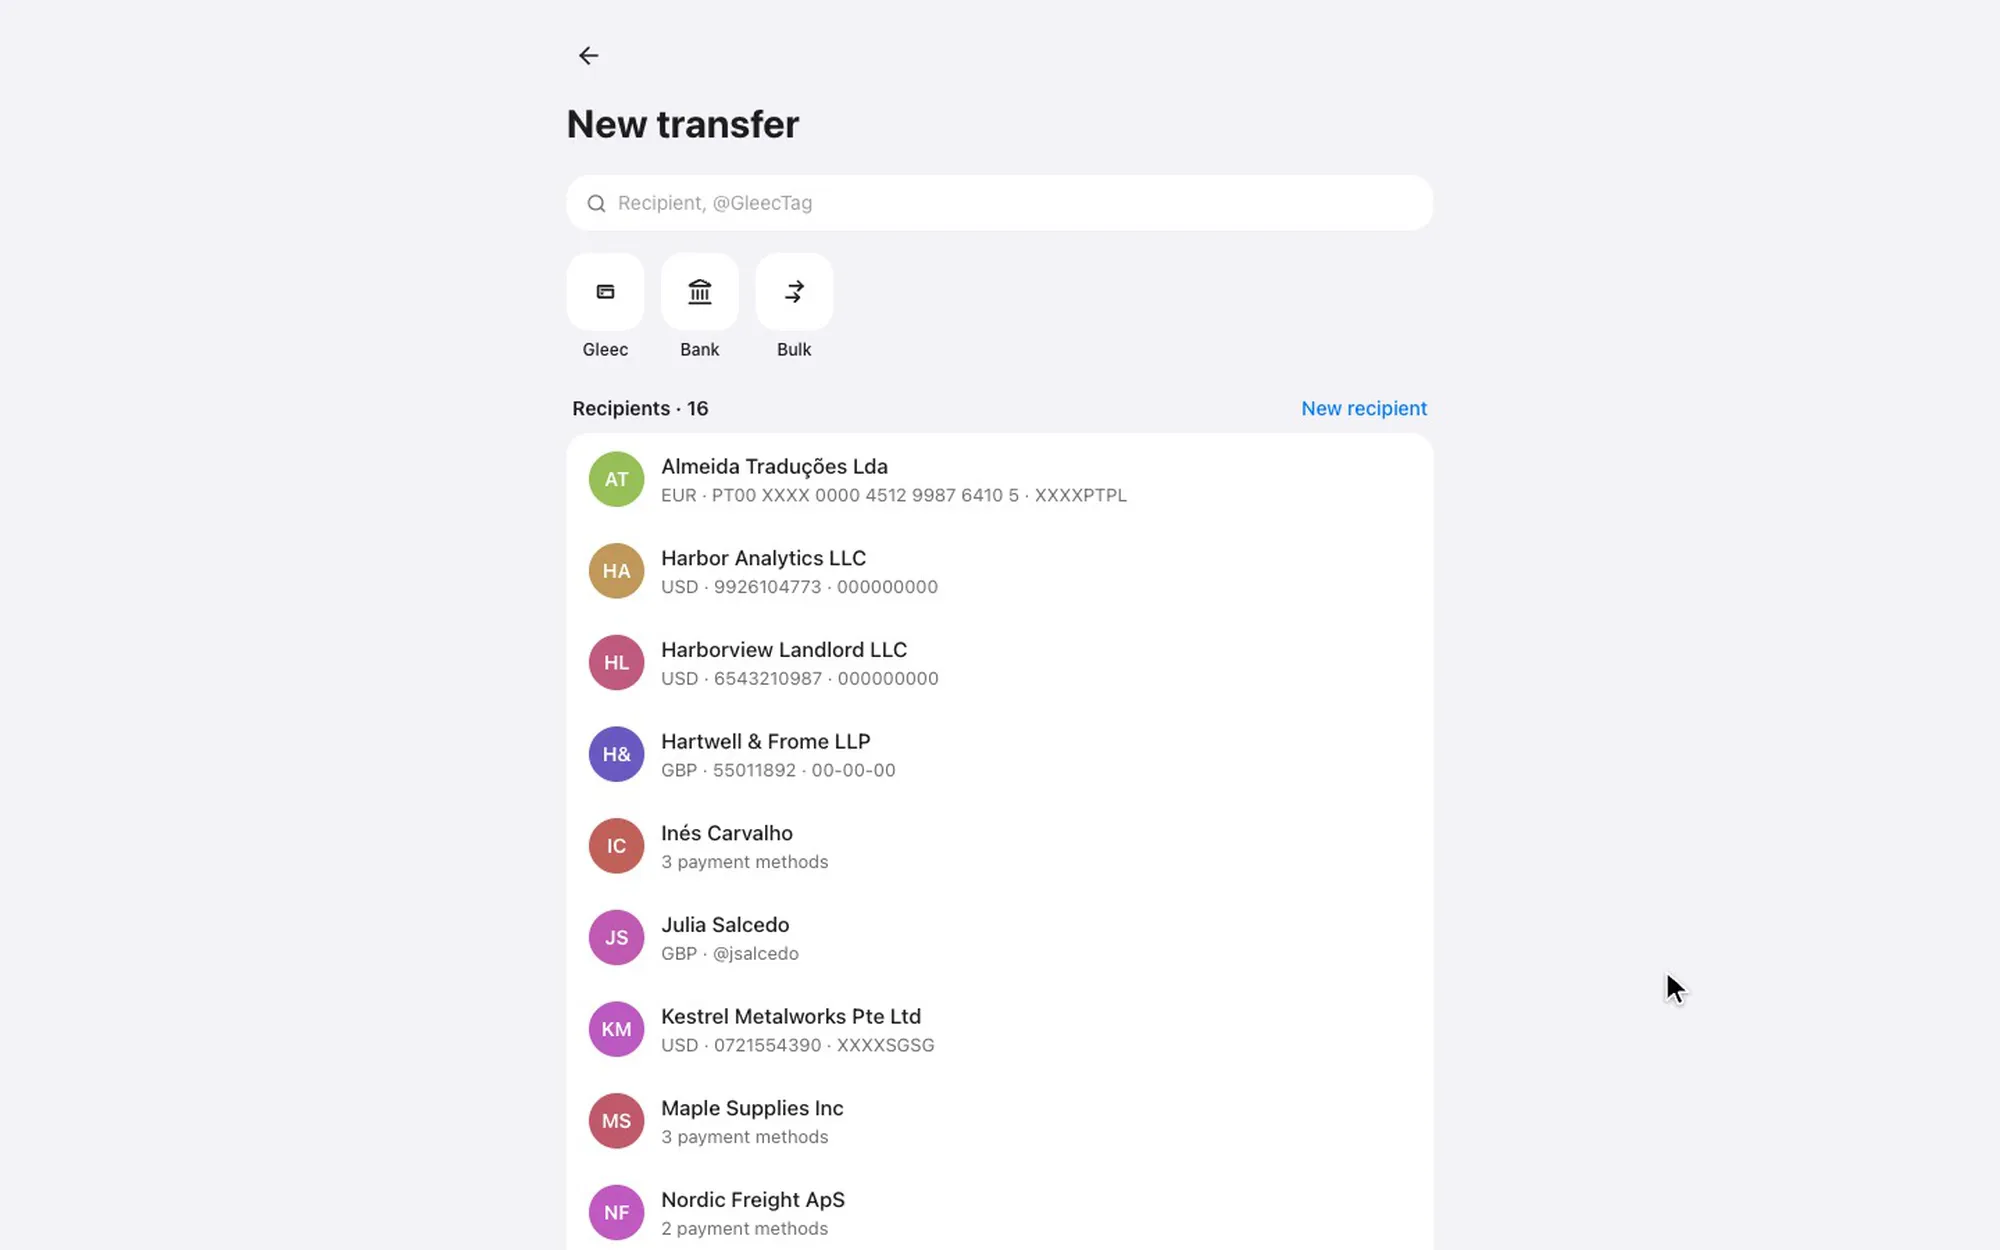 New transfer
Recipient, @GleecTag
Gleec
Bank
Bulk
Recipients · 16
New recipient
AT
Almeida Traduções Lda
EUR · PT00 XXXX 0000 4512 9987 6410 5 · XXXXPTPL
HA
Harbor Analytics LLC
USD · 9926104773 · 000000000
HL
Harborview Landlord LLC
USD · 6543210987 · 000000000
H&
Hartwell & Frome LLP
GBP · 55011892 · 00-00-00
IC
Inés Carvalho
3 payment methods
JS
Julia Salcedo
GBP · @jsalcedo
KM
Kestrel Metalworks Pte Ltd
USD · 0721554390 · XXXXSGSG
MS
Maple Supplies Inc
3 payment methods
NF
Nordic Freight ApS
2 payment methods